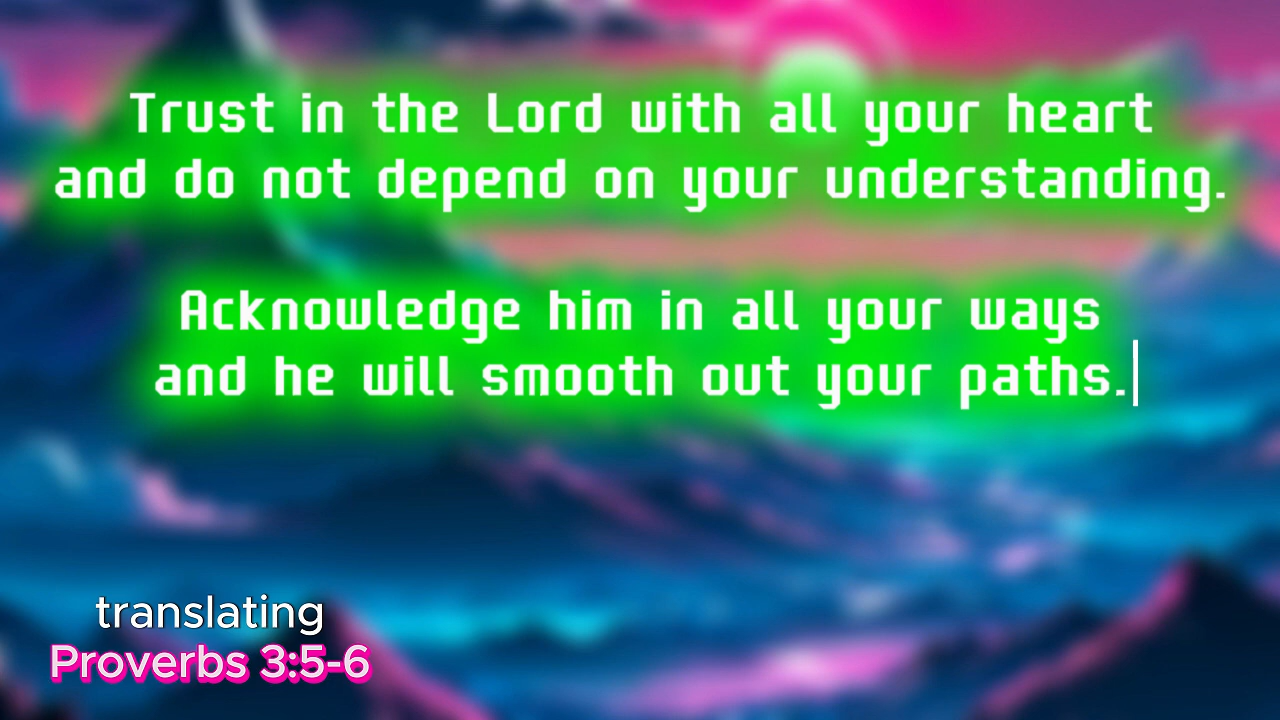 Trust in the Lord with all your heart
and do not depend on your understanding.
Acknowledge him in all your ways
and he will smooth out your paths.
translating
Proverbs 3:5-6